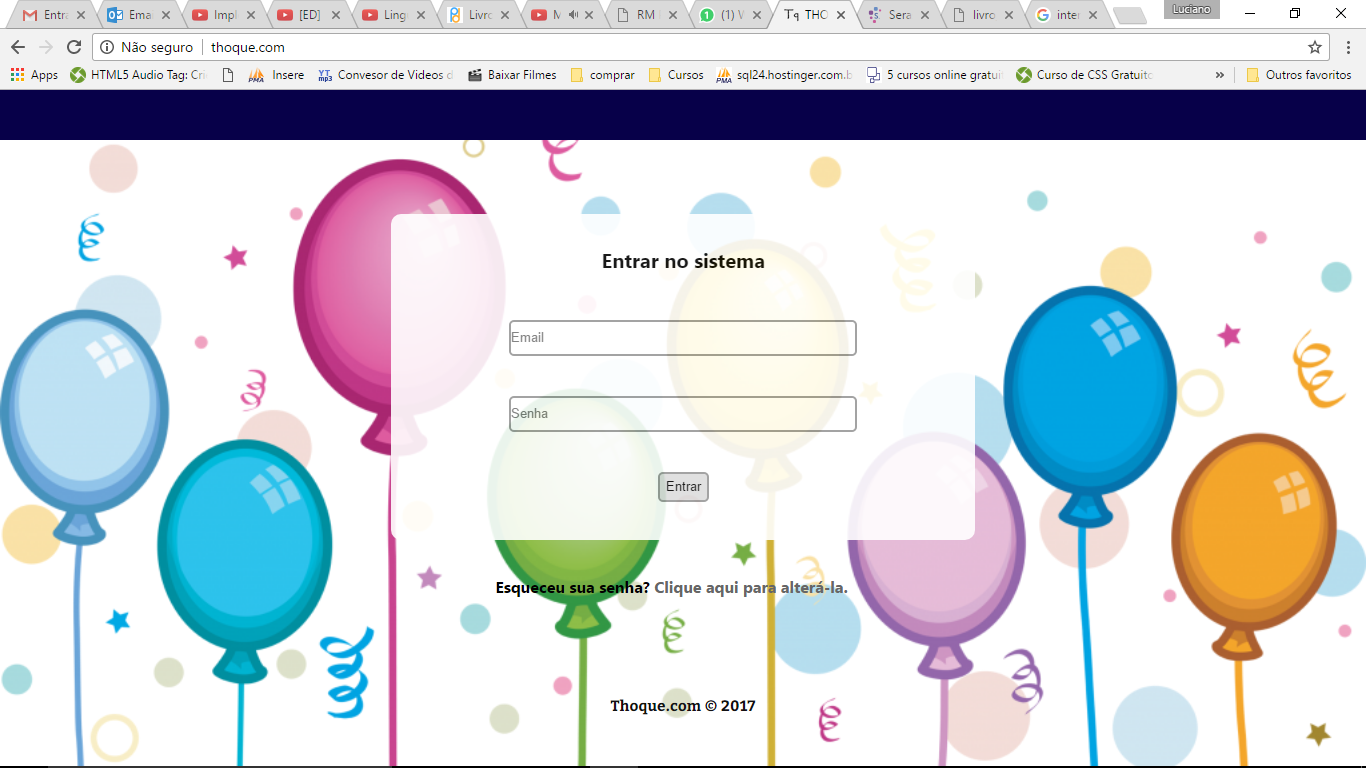 Luciano
Entra Emai Impl [ED] Ling Livro M RM (1) W THO Sera livro inter
Não seguro thoque.com
Apps HTML5 Audio Tag: Cri Insere Convesor de Videos d Baixar Filmes comprar Cursos sql24.hostinger.com.b 5 cursos online gratui Curso de CSS Gratuito » Outros favoritos
Entrar no sistema
Email
Senha
Entrar
Esqueceu sua senha? Clique aqui para alterá-la.
Thoque.com © 2017